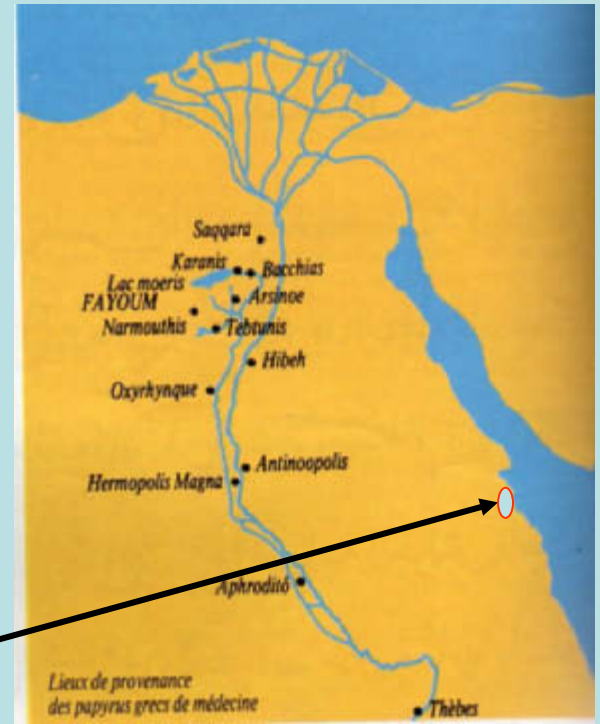 Saqqara
Karanis
Bacchias
Lac moeris
Arsinoe
FAYOUM
Narmouthis
Tebtunis
Hibeh
Oxyrhynque
Antinoopolis
Hermopolis Magna
Aphroditô
Lieux de provenance
des papyrus grecs de médecine
Thèbes